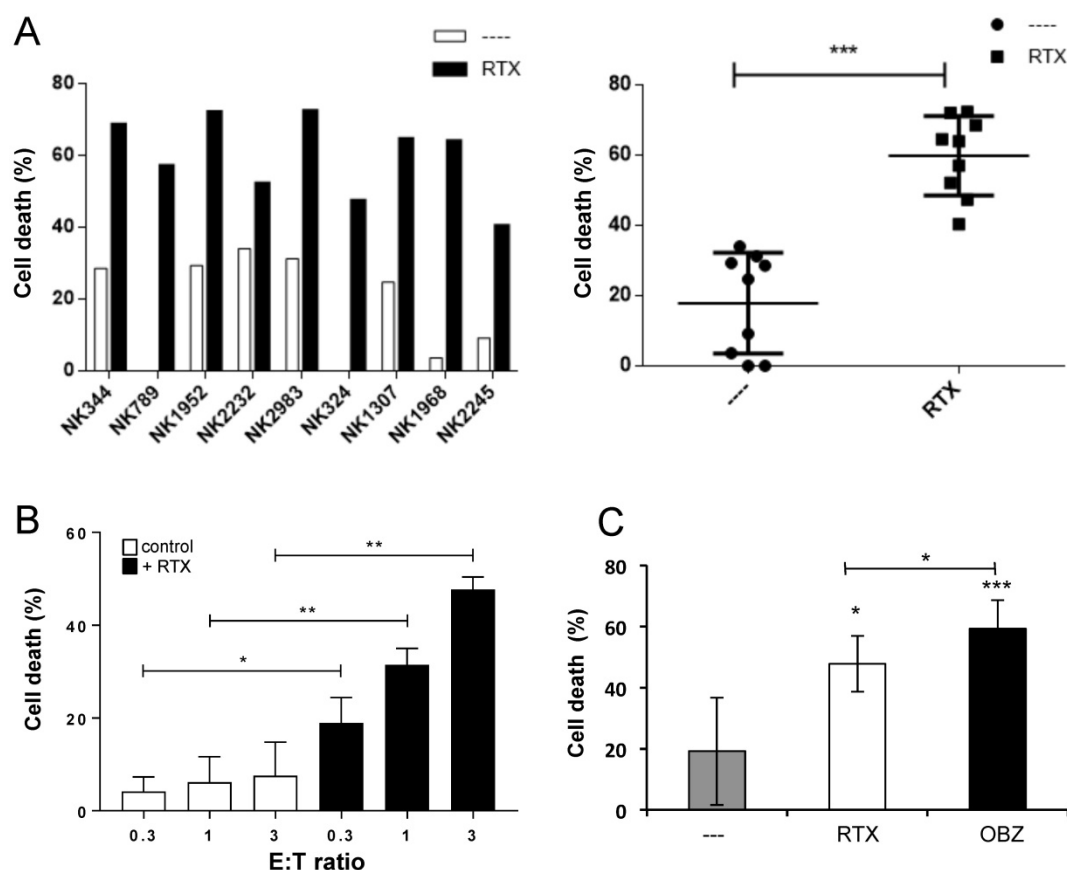 A
----
RTX
Cell death (%)
80
60
40
20
0
NK344
NK789
NK1952
NK2232
NK2983
NK324
NK1307
NK1968
NK2245
----
RTX
***
Cell death (%)
80
60
40
20
0
----
RTX
B
control
+ RTX
Cell death (%)
60
40
20
0
**
**
*
0.3 1 3 0.3 1 3
E:T ratio
C
Cell death (%)
80
60
40
20
0
*
*
***
--- RTX OBZ